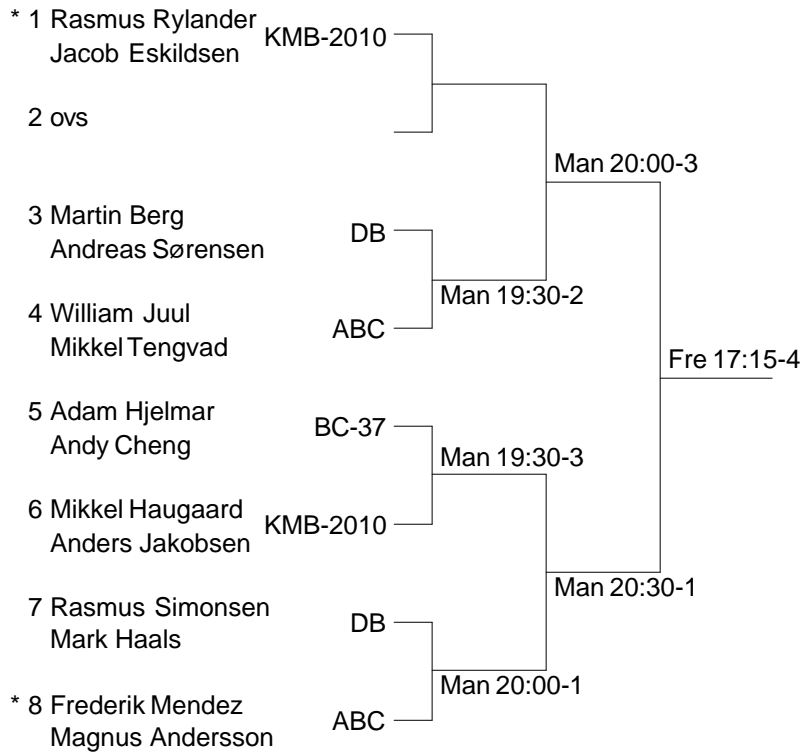 * 1 Rasmus Rylander KMB-2010
Jacob Eskildsen
2 ovs
Man 20:00-3
3 Martin Berg DB
Andreas Sørensen
Man 19:30-2
4 William Juul ABC
Mikkel Tengvad
Fre 17:15-4
5 Adam Hjelmar BC-37
Andy Cheng
Man 19:30-3
6 Mikkel Haugaard KMB-2010
Anders Jakobsen
Man 20:30-1
7 Rasmus Simonsen DB
Mark Haals
Man 20:00-1
* 8 Frederik Mendez ABC
Magnus Andersson